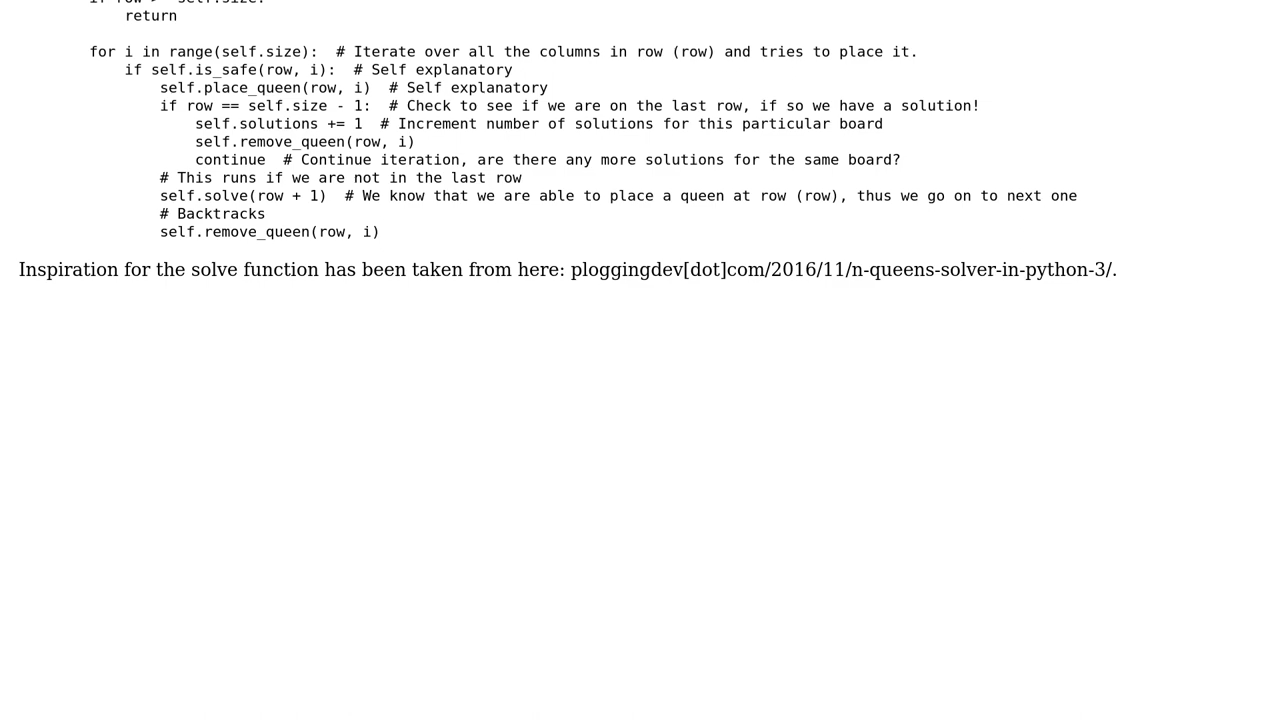 return
for i in range(self.size):  # Iterate over all the columns in row (row) and tries to place it.
if self.is_safe(row, i):  # Self explanatory
self.place_queen(row, i)  # Self explanatory
if row == self.size - 1:  # Check to see if we are on the last row, if so we have a solution!
self.solutions += 1  # Increment number of solutions for this particular board
self.remove_queen(row, i)
continue  # Continue iteration, are there any more solutions for the same board?
# This runs if we are not in the last row
self.solve(row + 1)  # We know that we are able to place a queen at row (row), thus we go on to next one
# Backtracks
self.remove_queen(row, i)
Inspiration for the solve function has been taken from here: ploggingdev[dot]com/2016/11/n-queens-solver-in-python-3/.